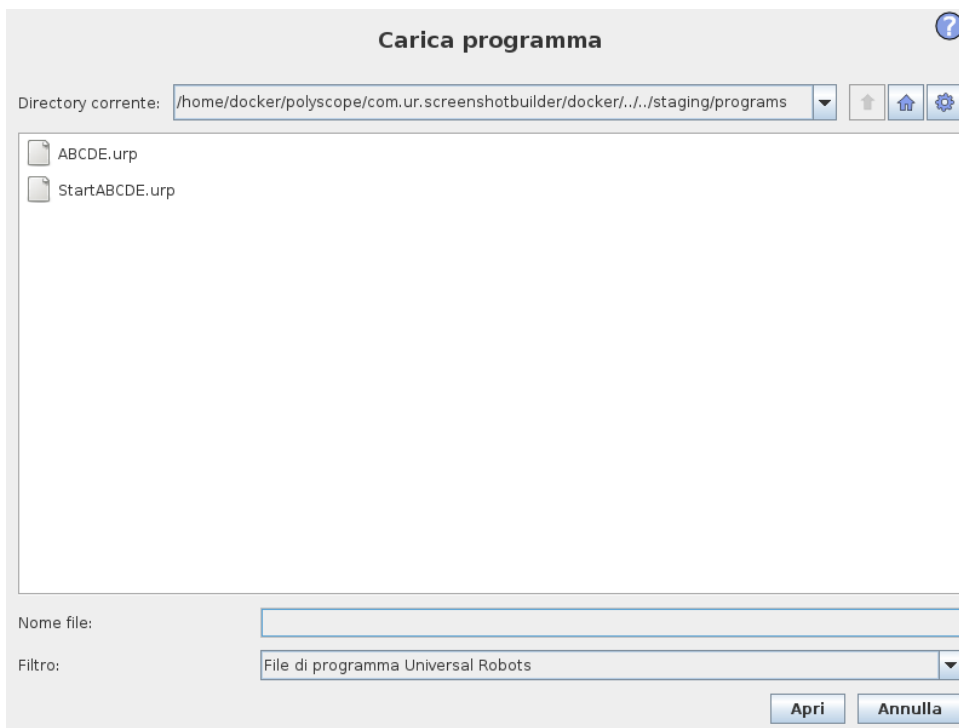 Carica programma
?
Directory corrente: /home/docker/polyscope/com.ur.screenshotbuilder/docker/../../staging/programs
ABCDE.urp
StartABCDE.urp
Nome file:
Filtro: File di programma Universal Robots
Apri Annulla